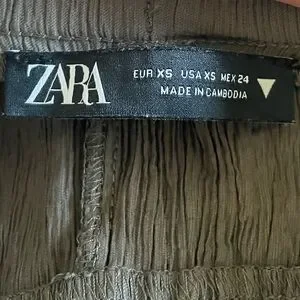 ZARA
EUR XS USA XS MEX 24
MADE IN CAMBODIA